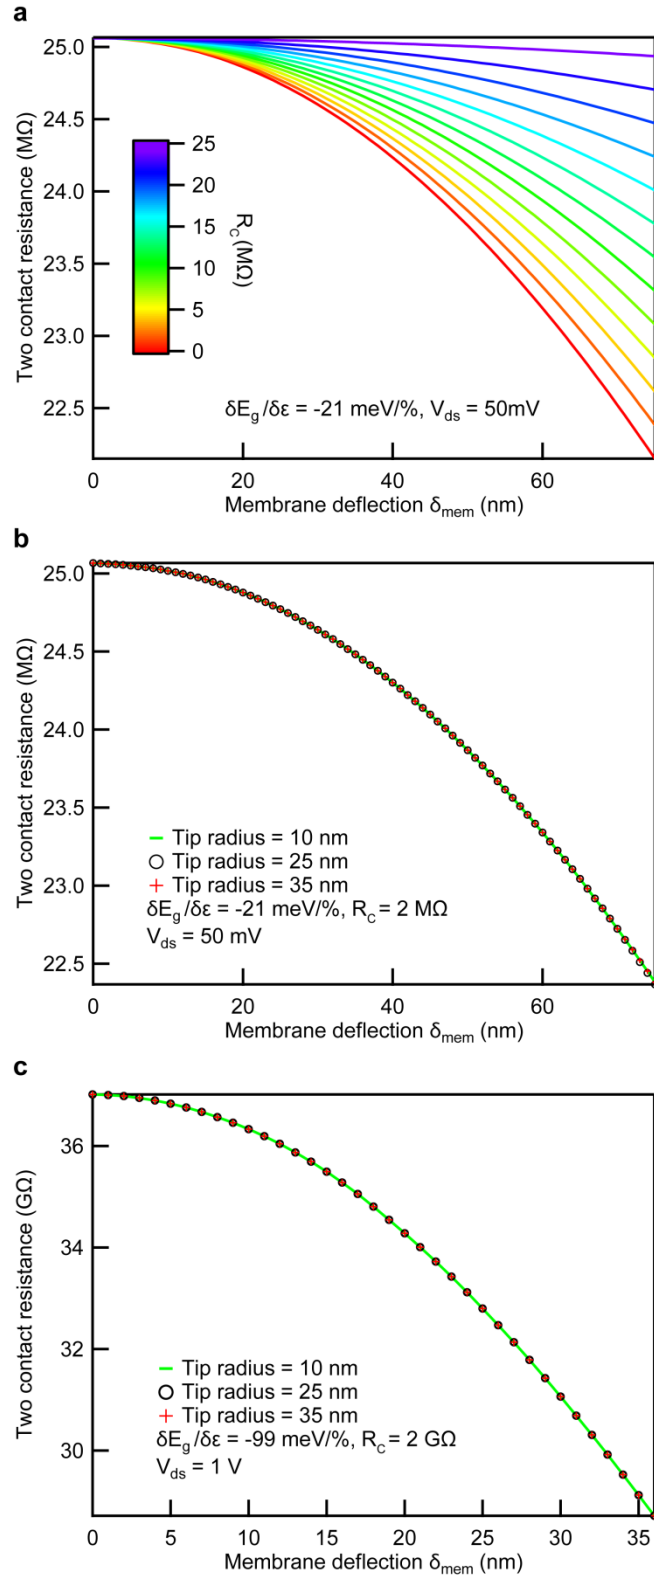 a
Two contact resistance (MΩ)
25.0
24.5
24.0
23.5
23.0
22.5
25
20
15
10
5
0
R_C (MΩ)
δE_g/δε = -21 meV/%, V_ds = 50mV
0 20 40 60
Membrane deflection δ_mem (nm)
b
Two contact resistance (MΩ)
25.0
24.5
24.0
23.5
23.0
22.5
Tip radius = 10 nm
Tip radius = 25 nm
Tip radius = 35 nm
δE_g/δε = -21 meV/%, R_C = 2 MΩ
V_ds = 50 mV
0 20 40 60
Membrane deflection δ_mem (nm)
c
Two contact resistance (GΩ)
36
34
32
30
Tip radius = 10 nm
Tip radius = 25 nm
Tip radius = 35 nm
δE_g/δε = -99 meV/%, R_C = 2 GΩ
V_ds = 1 V
0 5 10 15 20 25 30 35
Membrane deflection δ_mem (nm)